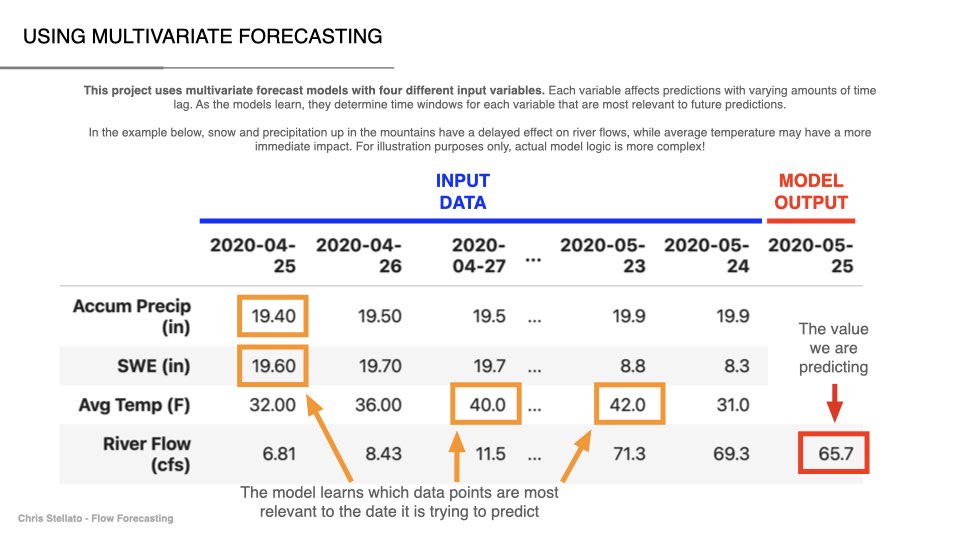 USING MULTIVARIATE FORECASTING
This project uses multivariate forecast models with four different input variables. Each variable affects predictions with varying amounts of time
lag. As the models learn, they determine time windows for each variable that are most relevant to future predictions.
In the example below, snow and precipitation up in the mountains have a delayed effect on river flows, while average temperature may have a more
immediate impact. For illustration purposes only, actual model logic is more complex!
INPUT
DATA
MODEL
OUTPUT
2020-04-25 2020-04-26 2020-04-27 ... 2020-05-23 2020-05-24 2020-05-25
Accum Precip (in) 19.40 19.50 19.5 ... 19.9 19.9
SWE (in) 19.60 19.70 19.7 ... 8.8 8.3
The value
we are
predicting
Avg Temp (F) 32.00 36.00 40.0 ... 42.0 31.0
River Flow (cfs) 6.81 8.43 11.5 ... 71.3 69.3 65.7
The model learns which data points are most
relevant to the date it is trying to predict
Chris Stellato - Flow Forecasting